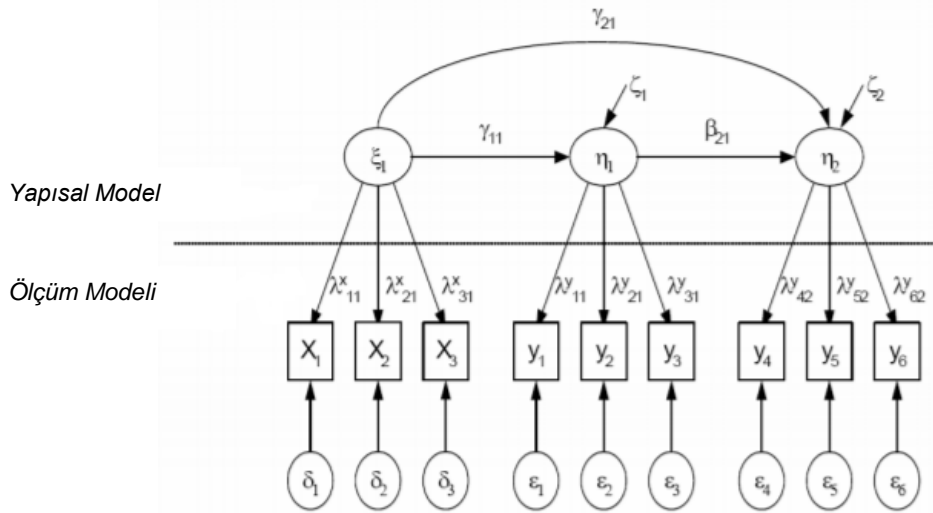 γ21
ζ1 ζ2
γ11 β21
ξ1 η1 η2
Yapısal Model
Ölçüm Modeli
λx11 λx21 λx31 λy11 λy21 λy31 λy42 λy52 λy62
X1 X2 X3 y1 y2 y3 y4 y5 y6
δ1 δ2 δ3 ε1 ε2 ε3 ε4 ε5 ε6